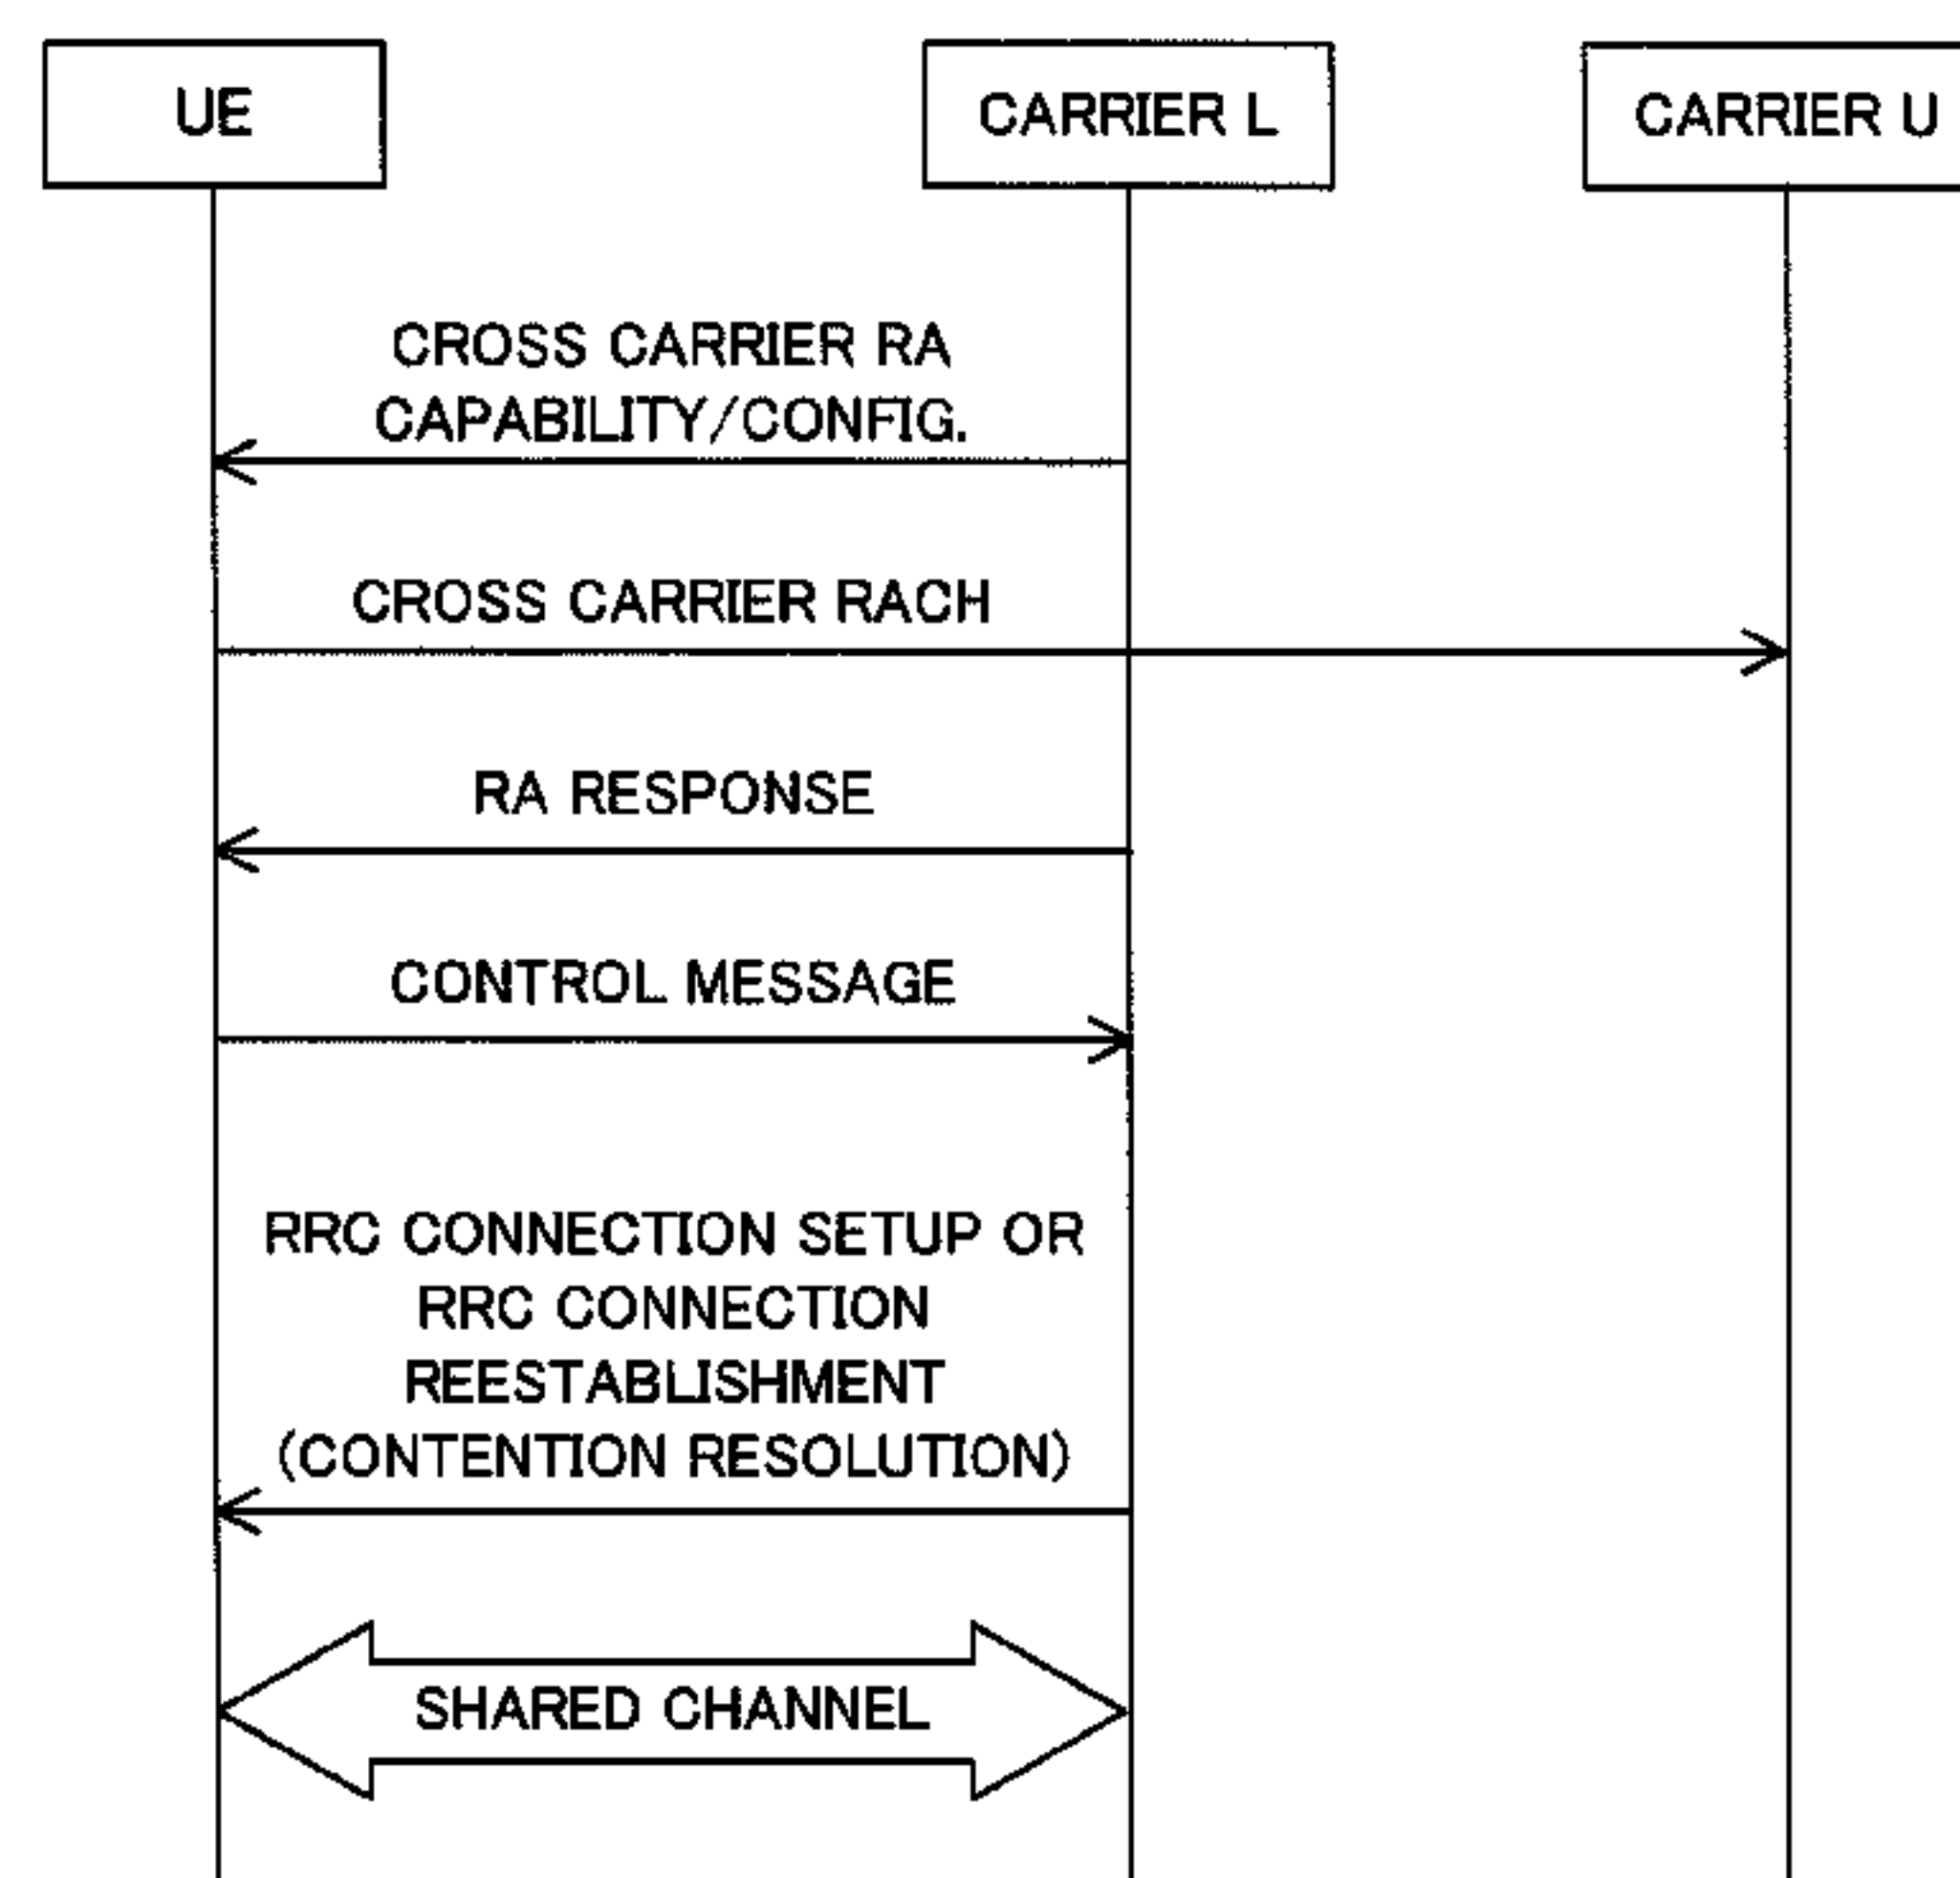 UE
CARRIER L
CARRIER U
CROSS CARRIER RA
CAPABILITY/CONFIG.
CROSS CARRIER RACH
RA RESPONSE
CONTROL MESSAGE
RRC CONNECTION SETUP OR
RRC CONNECTION
REESTABLISHMENT
(CONTENTION RESOLUTION)
SHARED CHANNEL